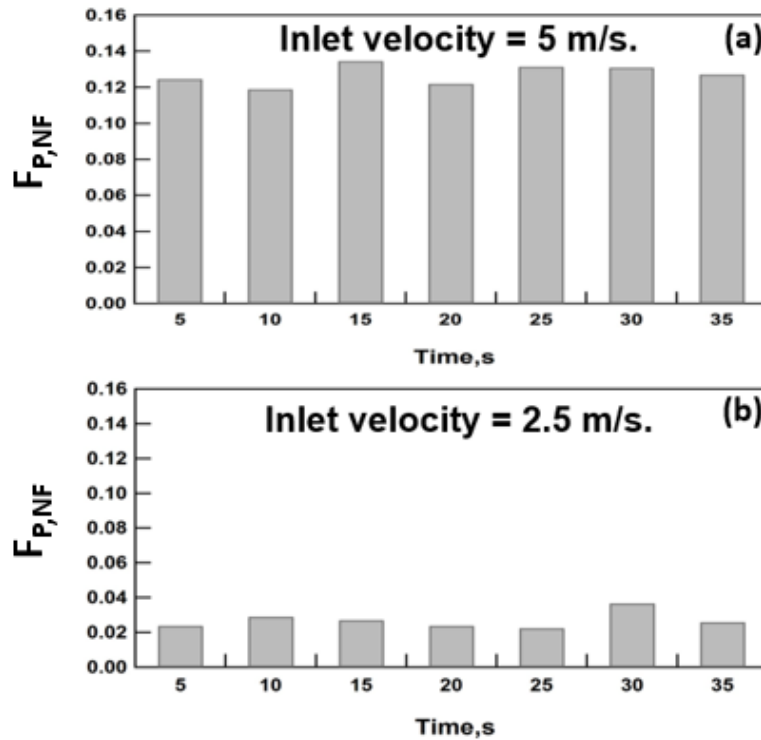 Inlet velocity = 5 m/s. (a)
0.16
0.14
0.12
0.10
0.08
0.06
0.04
0.02
0.00
F_P,NF
5 10 15 20 25 30 35
Time,s
Inlet velocity = 2.5 m/s. (b)
0.16
0.14
0.12
0.10
0.08
0.06
0.04
0.02
0.00
F_P,NF
5 10 15 20 25 30 35
Time,s